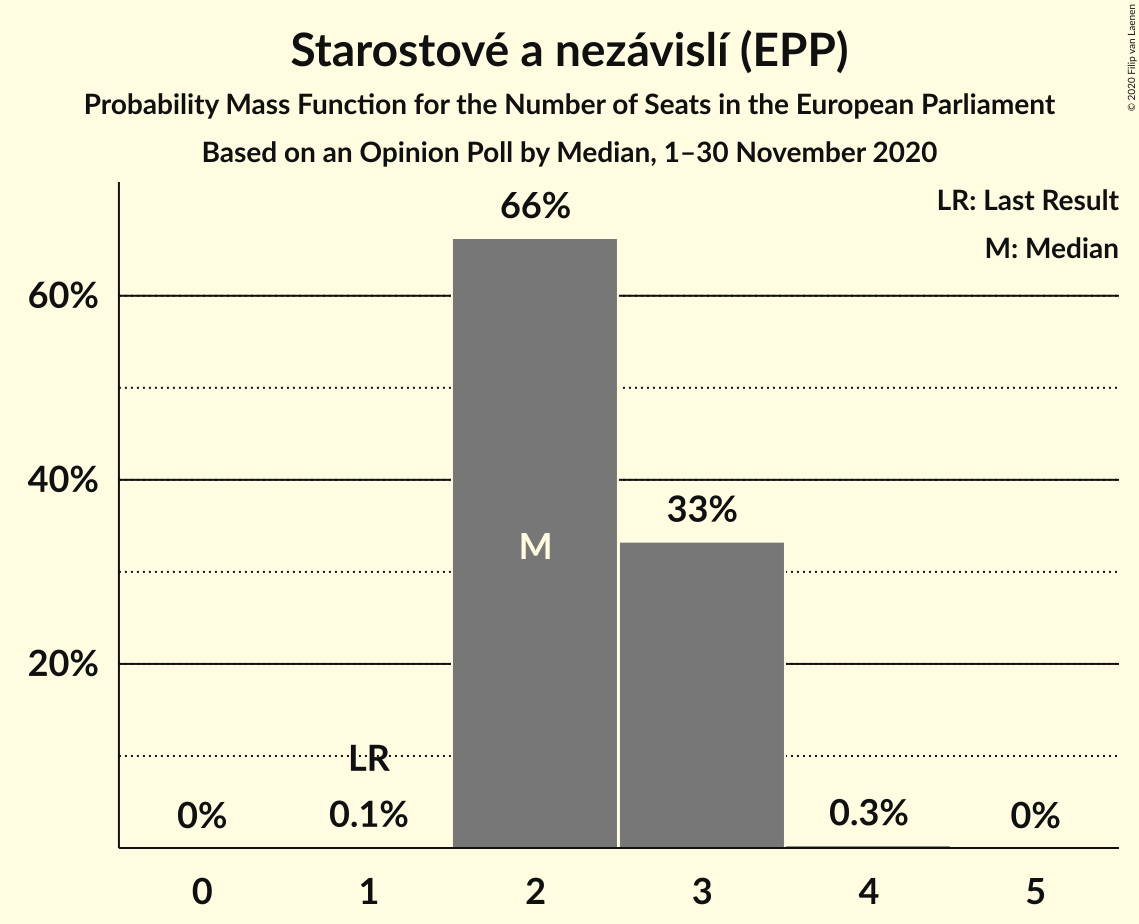 Starostové a nezávislí (EPP)
Probability Mass Function for the Number of Seats in the European Parliament
Based on an Opinion Poll by Median, 1–30 November 2020
© 2020 Filip van Laenen
LR: Last Result
M: Median
66%
60%
40%
33%
M
20%
LR
0%
0.1%
0.3%
0%
0
1
2
3
4
5